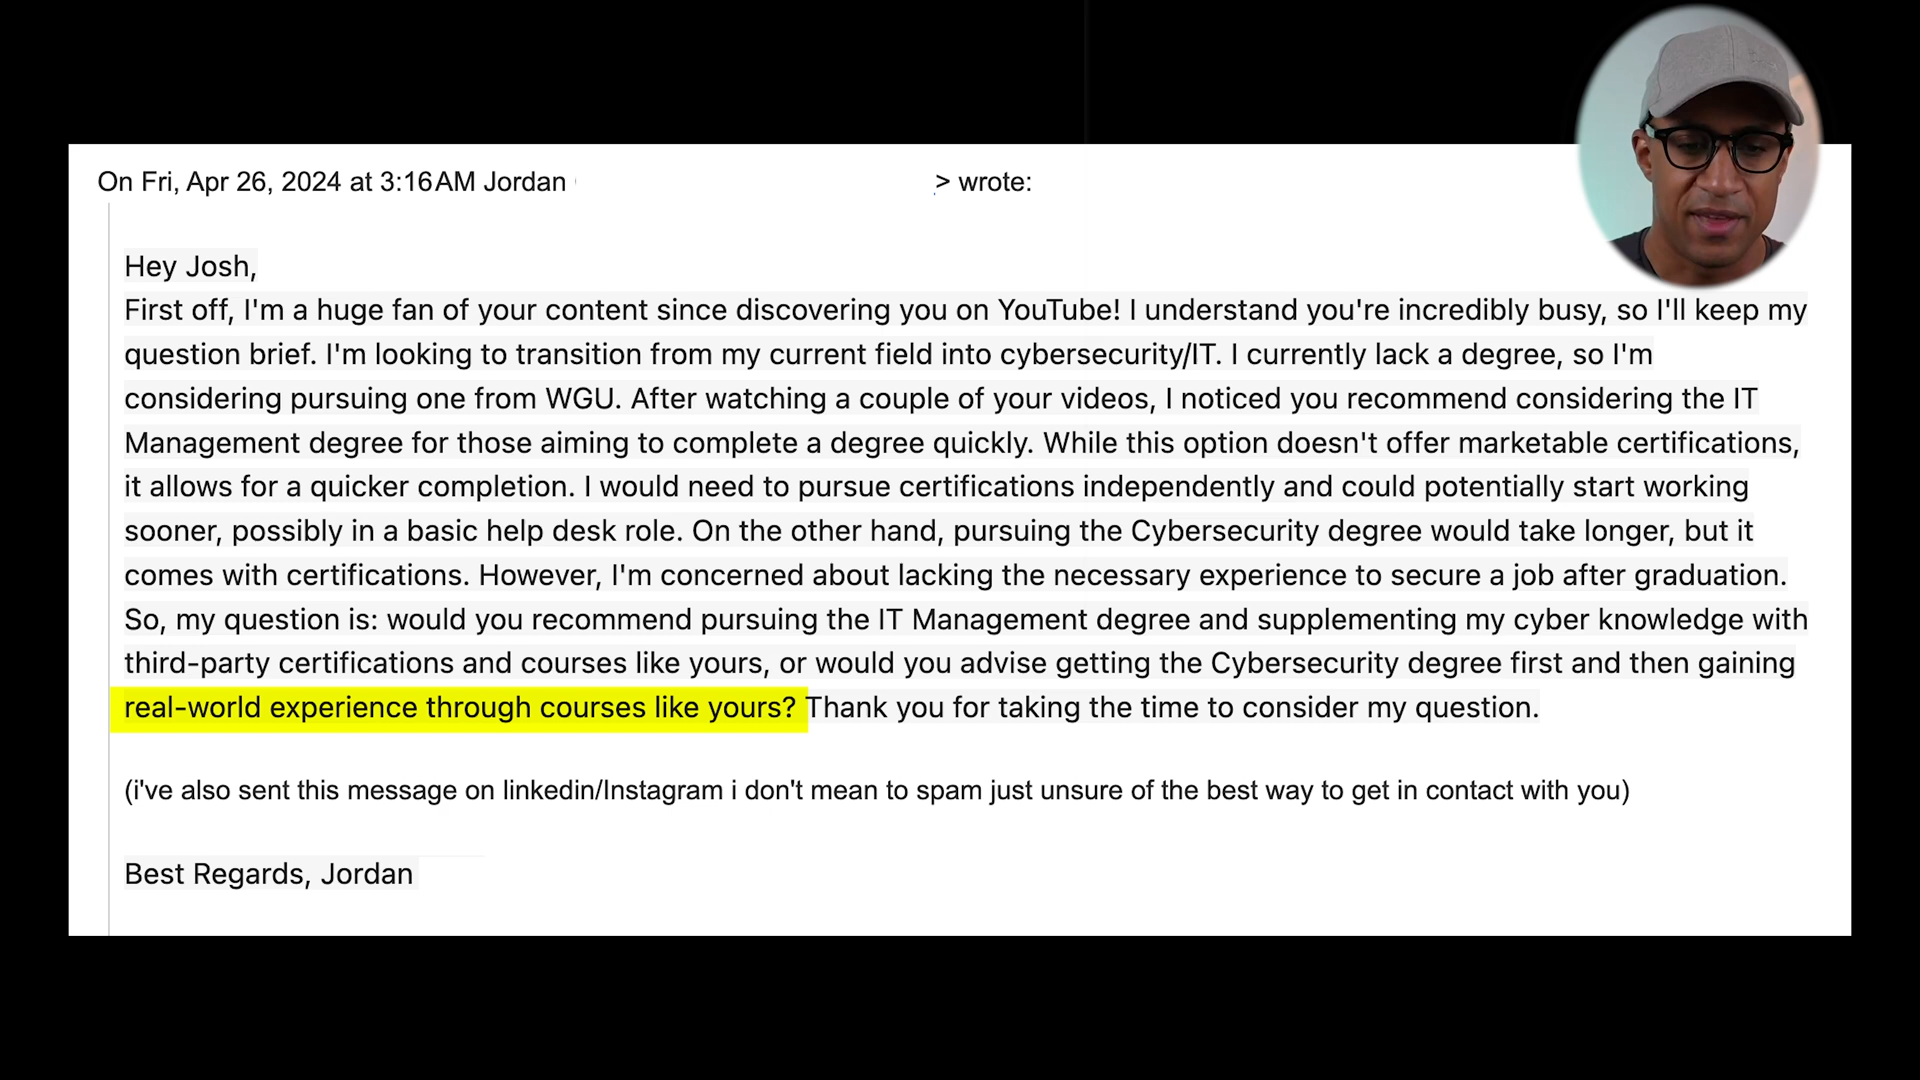 On Fri, Apr 26, 2024 at 3:16 AM Jordan > wrote:
Hey Josh,
First off, I'm a huge fan of your content since discovering you on YouTube! I understand you're incredibly busy, so I'll keep my
question brief. I'm looking to transition from my current field into cybersecurity/IT. I currently lack a degree, so I'm
considering pursuing one from WGU. After watching a couple of your videos, I noticed you recommend considering the IT
Management degree for those aiming to complete a degree quickly. While this option doesn't offer marketable certifications,
it allows for a quicker completion. I would need to pursue certifications independently and could potentially start working
sooner, possibly in a basic help desk role. On the other hand, pursuing the Cybersecurity degree would take longer, but it
comes with certifications. However, I'm concerned about lacking the necessary experience to secure a job after graduation.
So, my question is: would you recommend pursuing the IT Management degree and supplementing my cyber knowledge with
third-party certifications and courses like yours, or would you advise getting the Cybersecurity degree first and then gaining
real-world experience through courses like yours? Thank you for taking the time to consider my question.
(i've also sent this message on linkedin/Instagram i don't mean to spam just unsure of the best way to get in contact with you)
Best Regards, Jordan